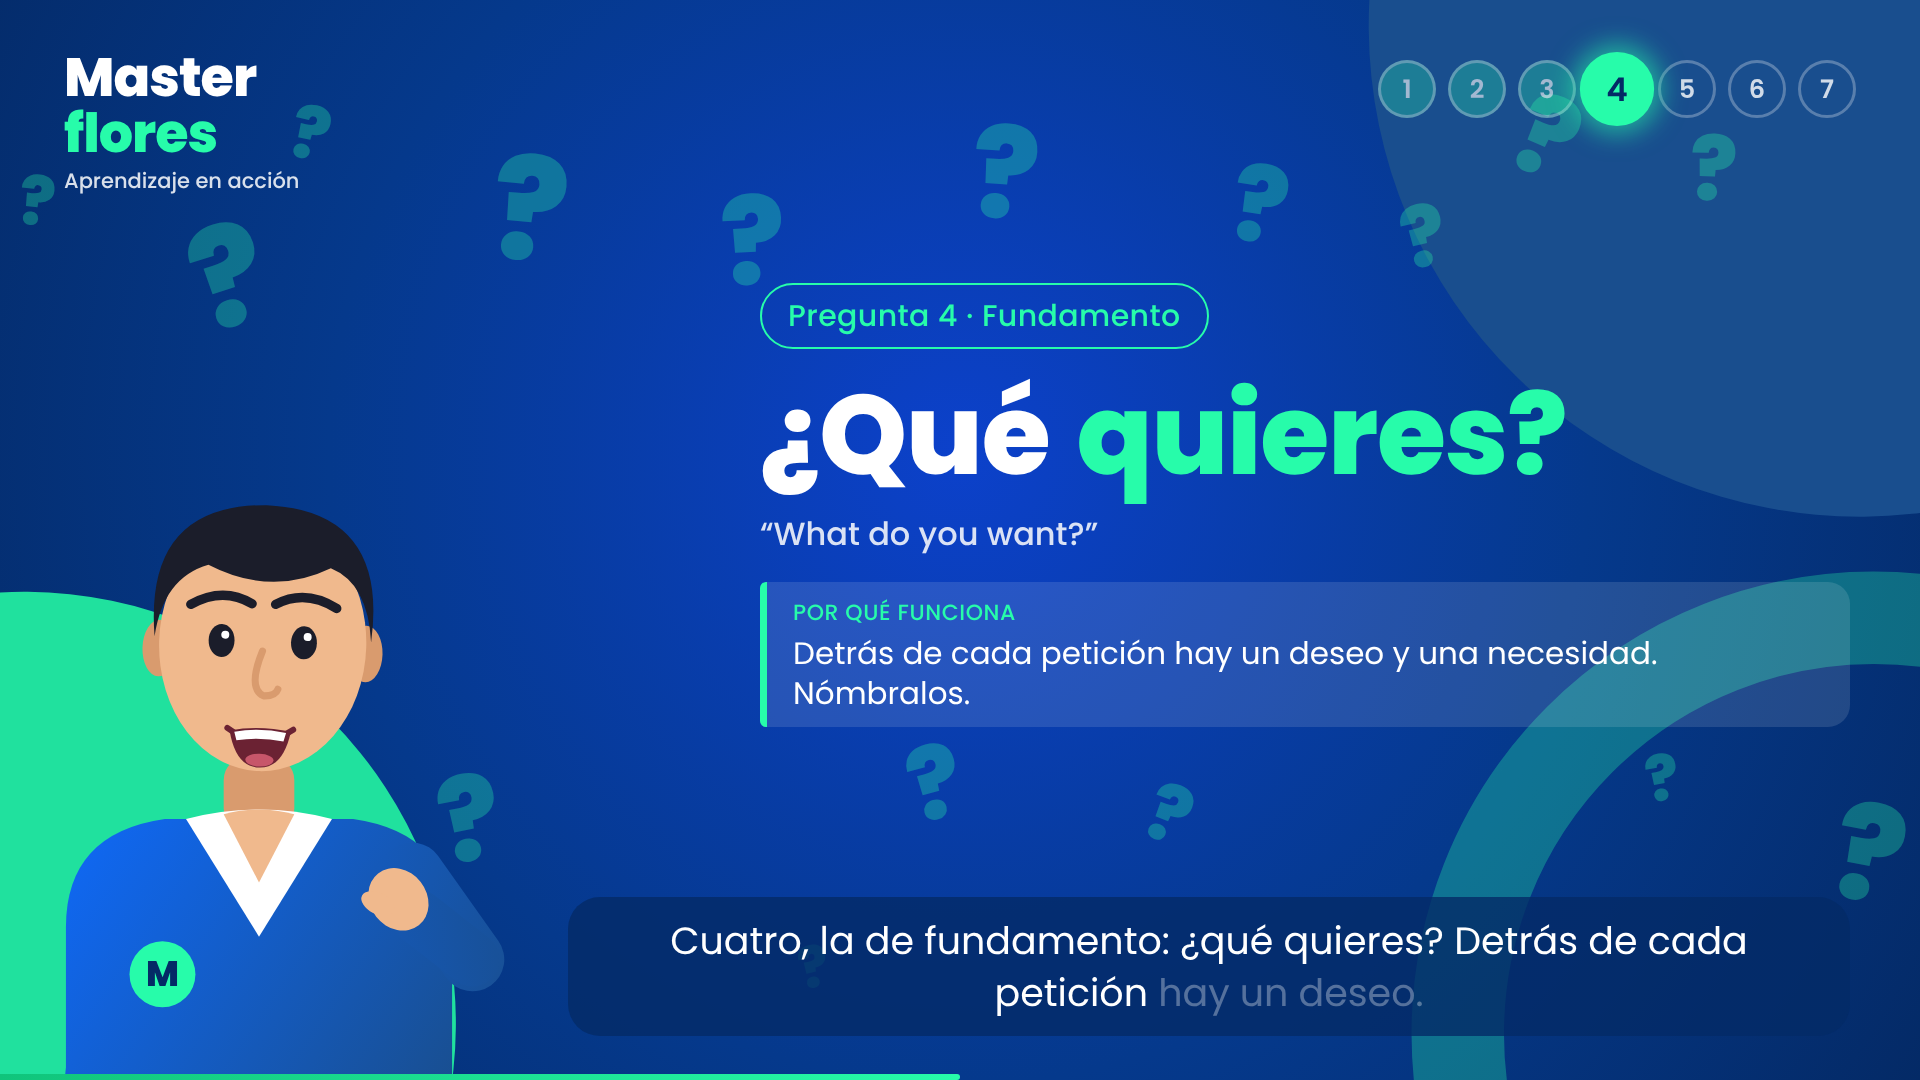 Master
flores
Aprendizaje en acción
1 2 3 4 5 6 7
Pregunta 4 · Fundamento
¿Qué quieres?
“What do you want?”
POR QUÉ FUNCIONA
Detrás de cada petición hay un deseo y una necesidad.
Nómbralos.
M
Cuatro, la de fundamento: ¿qué quieres? Detrás de cada
petición hay un deseo.